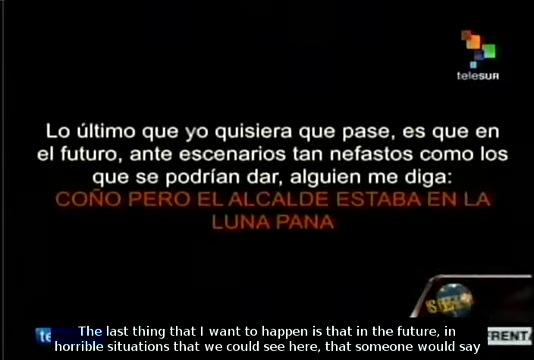 teleSUR
Lo último que yo quisiera que pase, es que en
el futuro, ante escenarios tan nefastos como los
que se podrían dar, alguien me diga:
COÑO PERO EL ALCALDE ESTABA EN LA
LUNA PANA
te
FRENT
The last thing that I want to happen is that in the future, in
horrible situations that we could see here, that someone would say